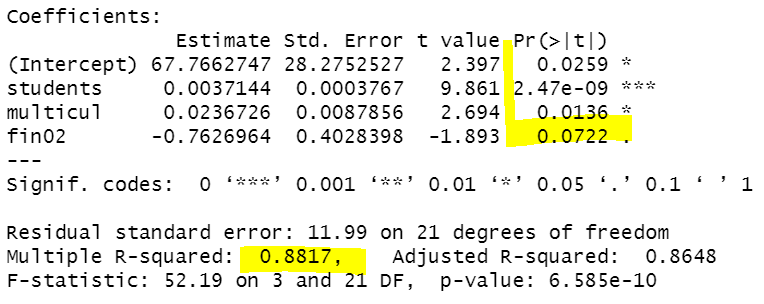 Coefficients:
Estimate Std. Error t value Pr(>|t|)
(Intercept) 67.7662747 28.2752527 2.397 0.0259 *
students 0.0037144 0.0003767 9.861 2.47e-09 ***
multicul 0.0236726 0.0087856 2.694 0.0136 *
fin02 -0.7626964 0.4028398 -1.893 0.0722 .
---
Signif. codes: 0 ‘***’ 0.001 ‘**’ 0.01 ‘*’ 0.05 ‘.’ 0.1 ‘ ’ 1
Residual standard error: 11.99 on 21 degrees of freedom
Multiple R-squared: 0.8817, Adjusted R-squared: 0.8648
F-statistic: 52.19 on 3 and 21 DF, p-value: 6.585e-10